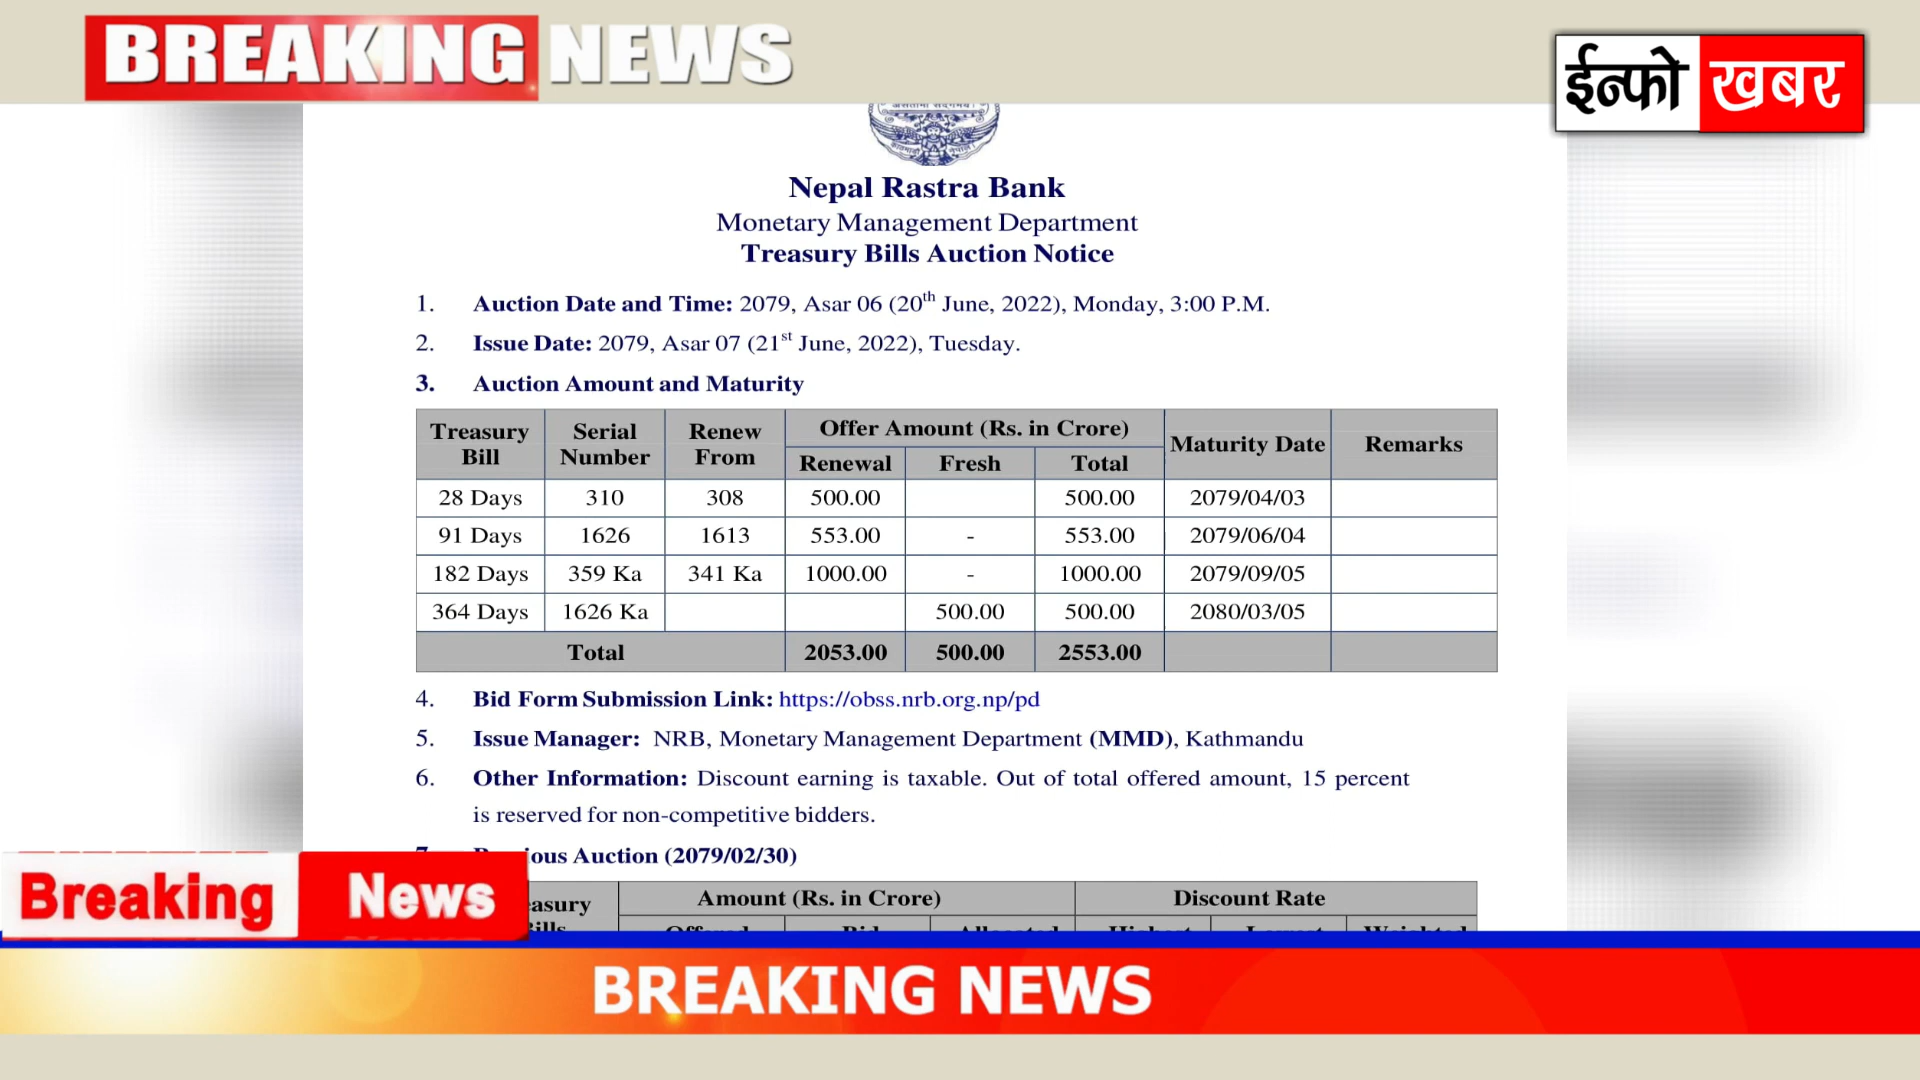 BREAKING NEWS
ईन्फो खबर
Nepal Rastra Bank
Monetary Management Department
Treasury Bills Auction Notice
1. Auction Date and Time: 2079, Asar 06 (20th June, 2022), Monday, 3:00 P.M.
2. Issue Date: 2079, Asar 07 (21st June, 2022), Tuesday.
3. Auction Amount and Maturity
Treasury Bill Serial Number Renew From Offer Amount (Rs. in Crore) Maturity Date Remarks
Renewal Fresh Total
28 Days 310 308 500.00 500.00 2079/04/03
91 Days 1626 1613 553.00 - 553.00 2079/06/04
182 Days 359 Ka 341 Ka 1000.00 - 1000.00 2079/09/05
364 Days 1626 Ka 500.00 500.00 2080/03/05
Total 2053.00 500.00 2553.00
4. Bid Form Submission Link: https://obss.nrb.org.np/pd
5. Issue Manager: NRB, Monetary Management Department (MMD), Kathmandu
6. Other Information: Discount earning is taxable. Out of total offered amount, 15 percent
is reserved for non-competitive bidders.
Auction (2079/02/30)
Amount (Rs. in Crore) Discount Rate
Breaking News
BREAKING NEWS